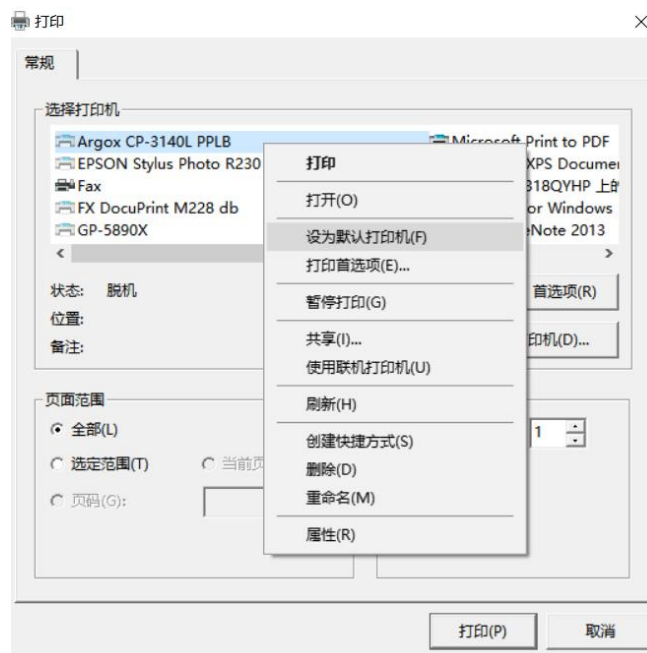 打印
常规
选择打印机
Argox CP-3140L PPLB
Microsoft Print to PDF
EPSON Stylus Photo R230
XPS Documen
Fax
318QYHP 上的
FX DocuPrint M228 db
or Windows
GP-5890X
eNote 2013
状态: 脱机
首选项(R)
位置:
备注:
印机(D)...
打印
打开(O)
设为默认打印机(F)
打印首选项(E)...
暂停打印(G)
共享(I)...
使用联机打印机(U)
刷新(H)
创建快捷方式(S)
删除(D)
重命名(M)
属性(R)
页面范围
全部(L)
选定范围(T)
当前页
页码(G):
1
打印(P)
取消